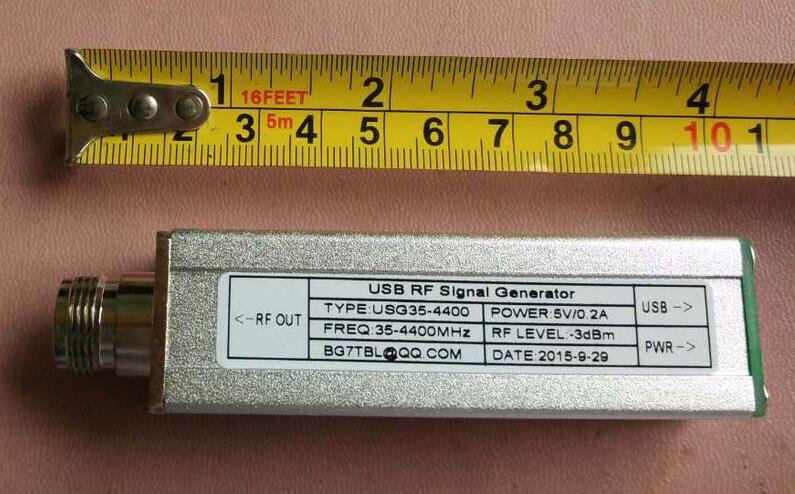 1 16FEET 2 3 4
1 2 3 5m 4 5 6 7 8 9 10 1
USB RF Signal Generator
<-RF OUT
TYPE:USG35-4400 POWER:5V/0.2A
FREQ:35-4400MHz RF LEVEL:-3dBm
BG7TBL@QQ.COM DATE:2015-9-29
USB ->
PWR->